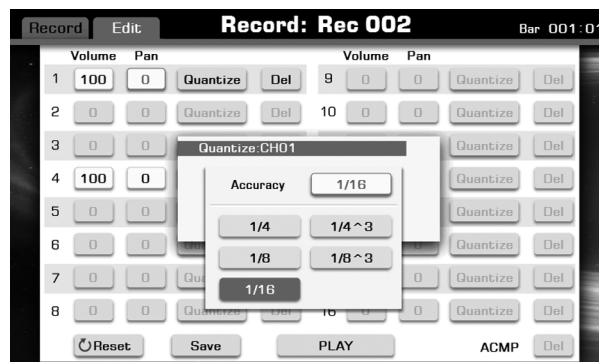 Record Edit Record: Rec 002 Bar 001:01
Volume Pan Volume Pan
1 100 0 Quantize Del 9 0 0 Quantize Del
2 0 0 Quantize Del 10 0 0 Quantize Del
3 0 0 Quantize Del
Quantize:CH01
4 100 0 Quantize Del
Accuracy 1/16
5 0 0 Quantize Del
1/4 1/4^3
6 0 0 Quantize Del
1/8 1/8^3
7 0 0 0 Quantize Del
1/16
8 0 0 Quantize Del 16 0 0 Quantize Del
Reset Save PLAY ACMP Del